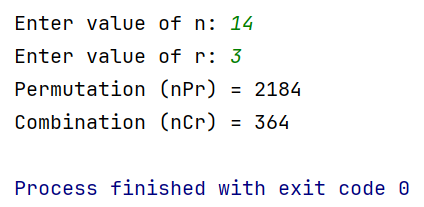 Enter value of n: 14
Enter value of r: 3
Permutation (nPr) = 2184
Combination (nCr) = 364
Process finished with exit code 0